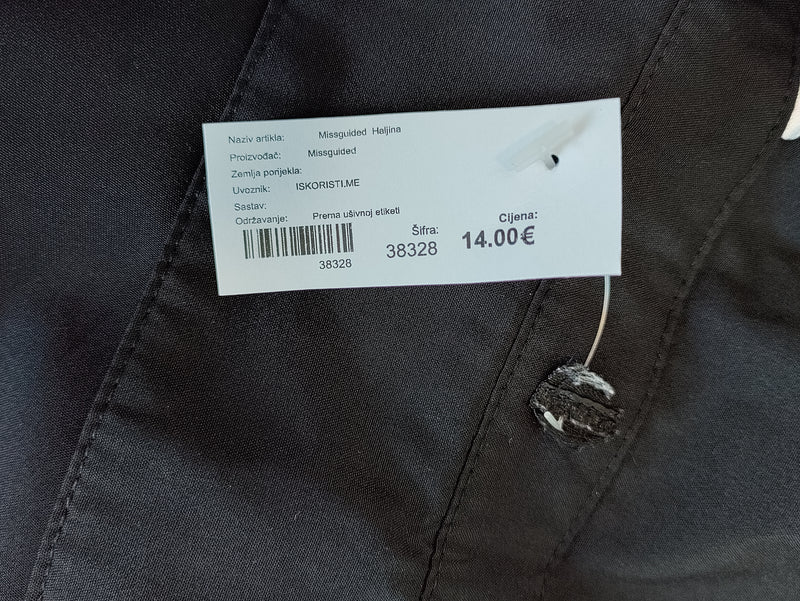 Naziv artikla: Missguided Haljina
Proizvođač: Missguided
Zemlja porijekla:
Uvoznik: ISKORISTI.ME
Sastav:
Održavanje: Prema ušivnoj etiketi
38328
Šifra:
38328
Cijena:
14.00€